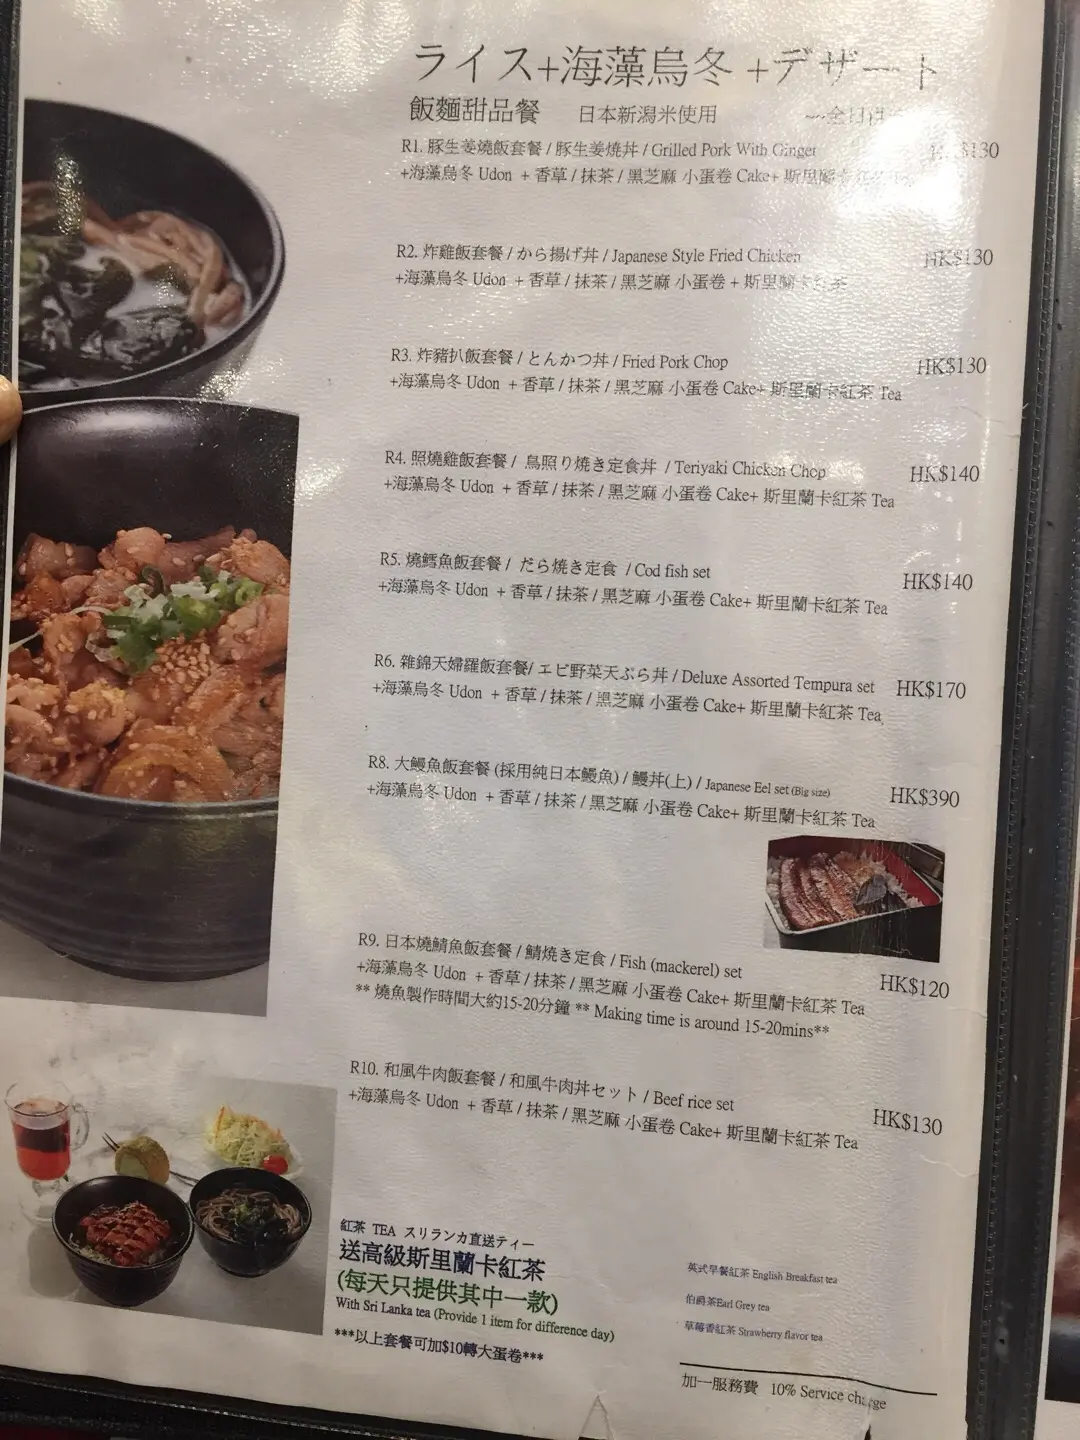 ライス+海藻烏冬 +デザート
飯麵甜品餐 日本新潟米使用
R1. 豚生姜燒飯套餐 / 豚生姜焼丼 / Grilled Pork With Ginger HK$130
+海藻烏冬 Udon + 香草 / 抹茶 / 黑芝麻 小蛋卷 Cake+ 斯里蘭卡
R2. 炸雞飯套餐 / から揚げ丼 / Japanese Style Fried Chicken HK$130
+海藻烏冬 Udon + 香草 / 抹茶 / 黑芝麻 小蛋卷 + 斯里蘭卡紅茶
R3. 炸豬扒飯套餐 / とんかつ丼 / Fried Pork Chop HK$130
+海藻烏冬 Udon + 香草 / 抹茶 / 黑芝麻 小蛋卷 Cake+ 斯里蘭卡紅茶 Tea
R4. 照燒雞飯套餐 / 鳥照り焼き定食丼 / Teriyaki Chicken Chop HK$140
+海藻烏冬 Udon + 香草 / 抹茶 / 黑芝麻 小蛋卷 Cake+ 斯里蘭卡紅茶 Tea
R5. 燒鱈魚飯套餐 / だら焼き定食 / Cod fish set HK$140
+海藻烏冬 Udon + 香草 / 抹茶 / 黑芝麻 小蛋卷 Cake+ 斯里蘭卡紅茶 Tea
R6. 雜錦天婦羅飯套餐/ エビ野菜天ぷら丼 / Deluxe Assorted Tempura set HK$170
+海藻烏冬 Udon + 香草 / 抹茶 / 黑芝麻 小蛋卷 Cake+ 斯里蘭卡紅茶 Tea
R8. 大鰻魚飯套餐 (採用純日本鰻魚) / 鰻丼(上) / Japanese Eel set (Big size) HK$390
+海藻烏冬 Udon + 香草 / 抹茶 / 黑芝麻 小蛋卷 Cake+ 斯里蘭卡紅茶 Tea
R9. 日本燒鯖魚飯套餐 / 鯖焼き定食 / Fish (mackerel) set HK$120
+海藻烏冬 Udon + 香草 / 抹茶 / 黑芝麻 小蛋卷 Cake+ 斯里蘭卡紅茶 Tea
** 燒魚製作時間大約15-20分鐘 ** Making time is around 15-20mins**
R10. 和風牛肉飯套餐 / 和風牛肉丼セット / Beef rice set HK$130
+海藻烏冬 Udon + 香草 / 抹茶 / 黑芝麻 小蛋卷 Cake+ 斯里蘭卡紅茶 Tea
紅茶 TEA スリランカ直送ティー
送高級斯里蘭卡紅茶
(每天只提供其中一款)
With Sri Lanka tea (Provide 1 item for difference day)
***以上套餐可加$10轉大蛋卷***
英式早餐紅茶 English Breakfast tea
伯爵茶Earl Grey tea
草莓香紅茶 Strawberry flavor tea
加一服務費 10% Service charge